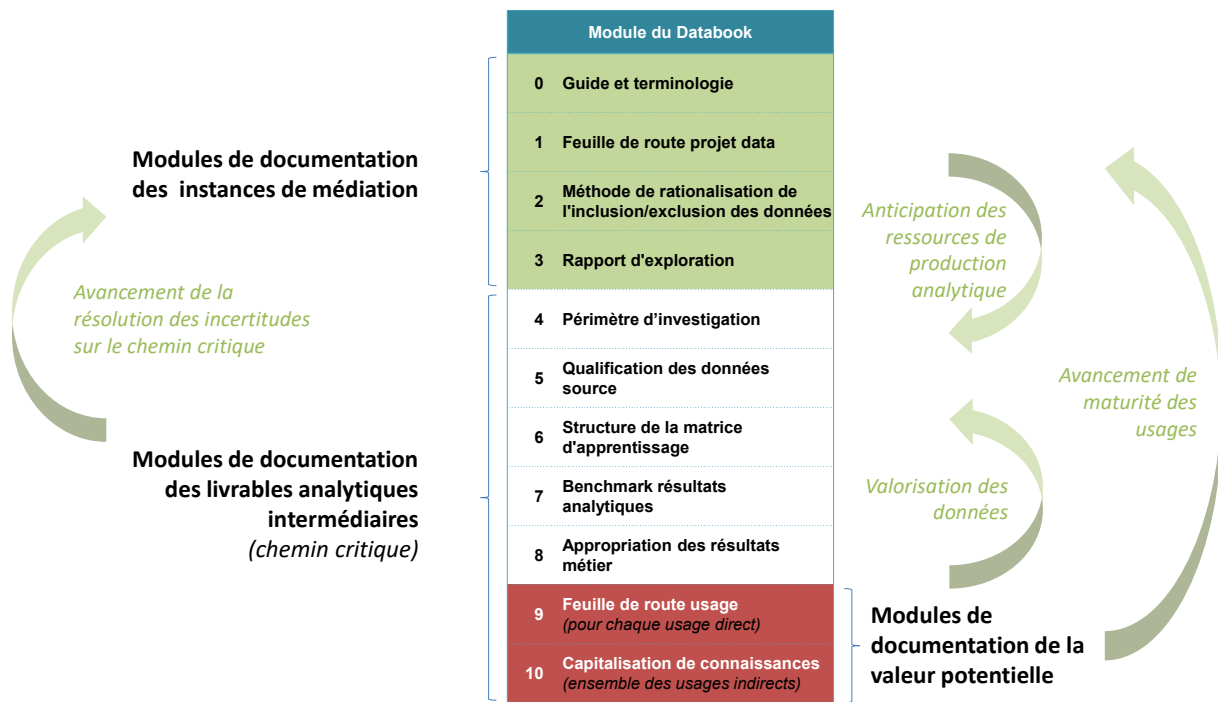 Module du Databook
0 Guide et terminologie
1 Feuille de route projet data
2 Méthode de rationalisation de
l'inclusion/exclusion des données
3 Rapport d'exploration
4 Périmètre d’investigation
5 Qualification des données
source
6 Structure de la matrice
d'apprentissage
7 Benchmark résultats
analytiques
8 Appropriation des résultats
métier
9 Feuille de route usage
(pour chaque usage direct)
10 Capitalisation de connaissances
(ensemble des usages indirects)
Modules de documentation
des instances de médiation
Avancement de la
résolution des incertitudes
sur le chemin critique
Modules de documentation
des livrables analytiques
intermédiaires
(chemin critique)
Anticipation des
ressources de
production
analytique
Valorisation des
données
Avancement de
maturité des
usages
Modules de
documentation de la
valeur potentielle